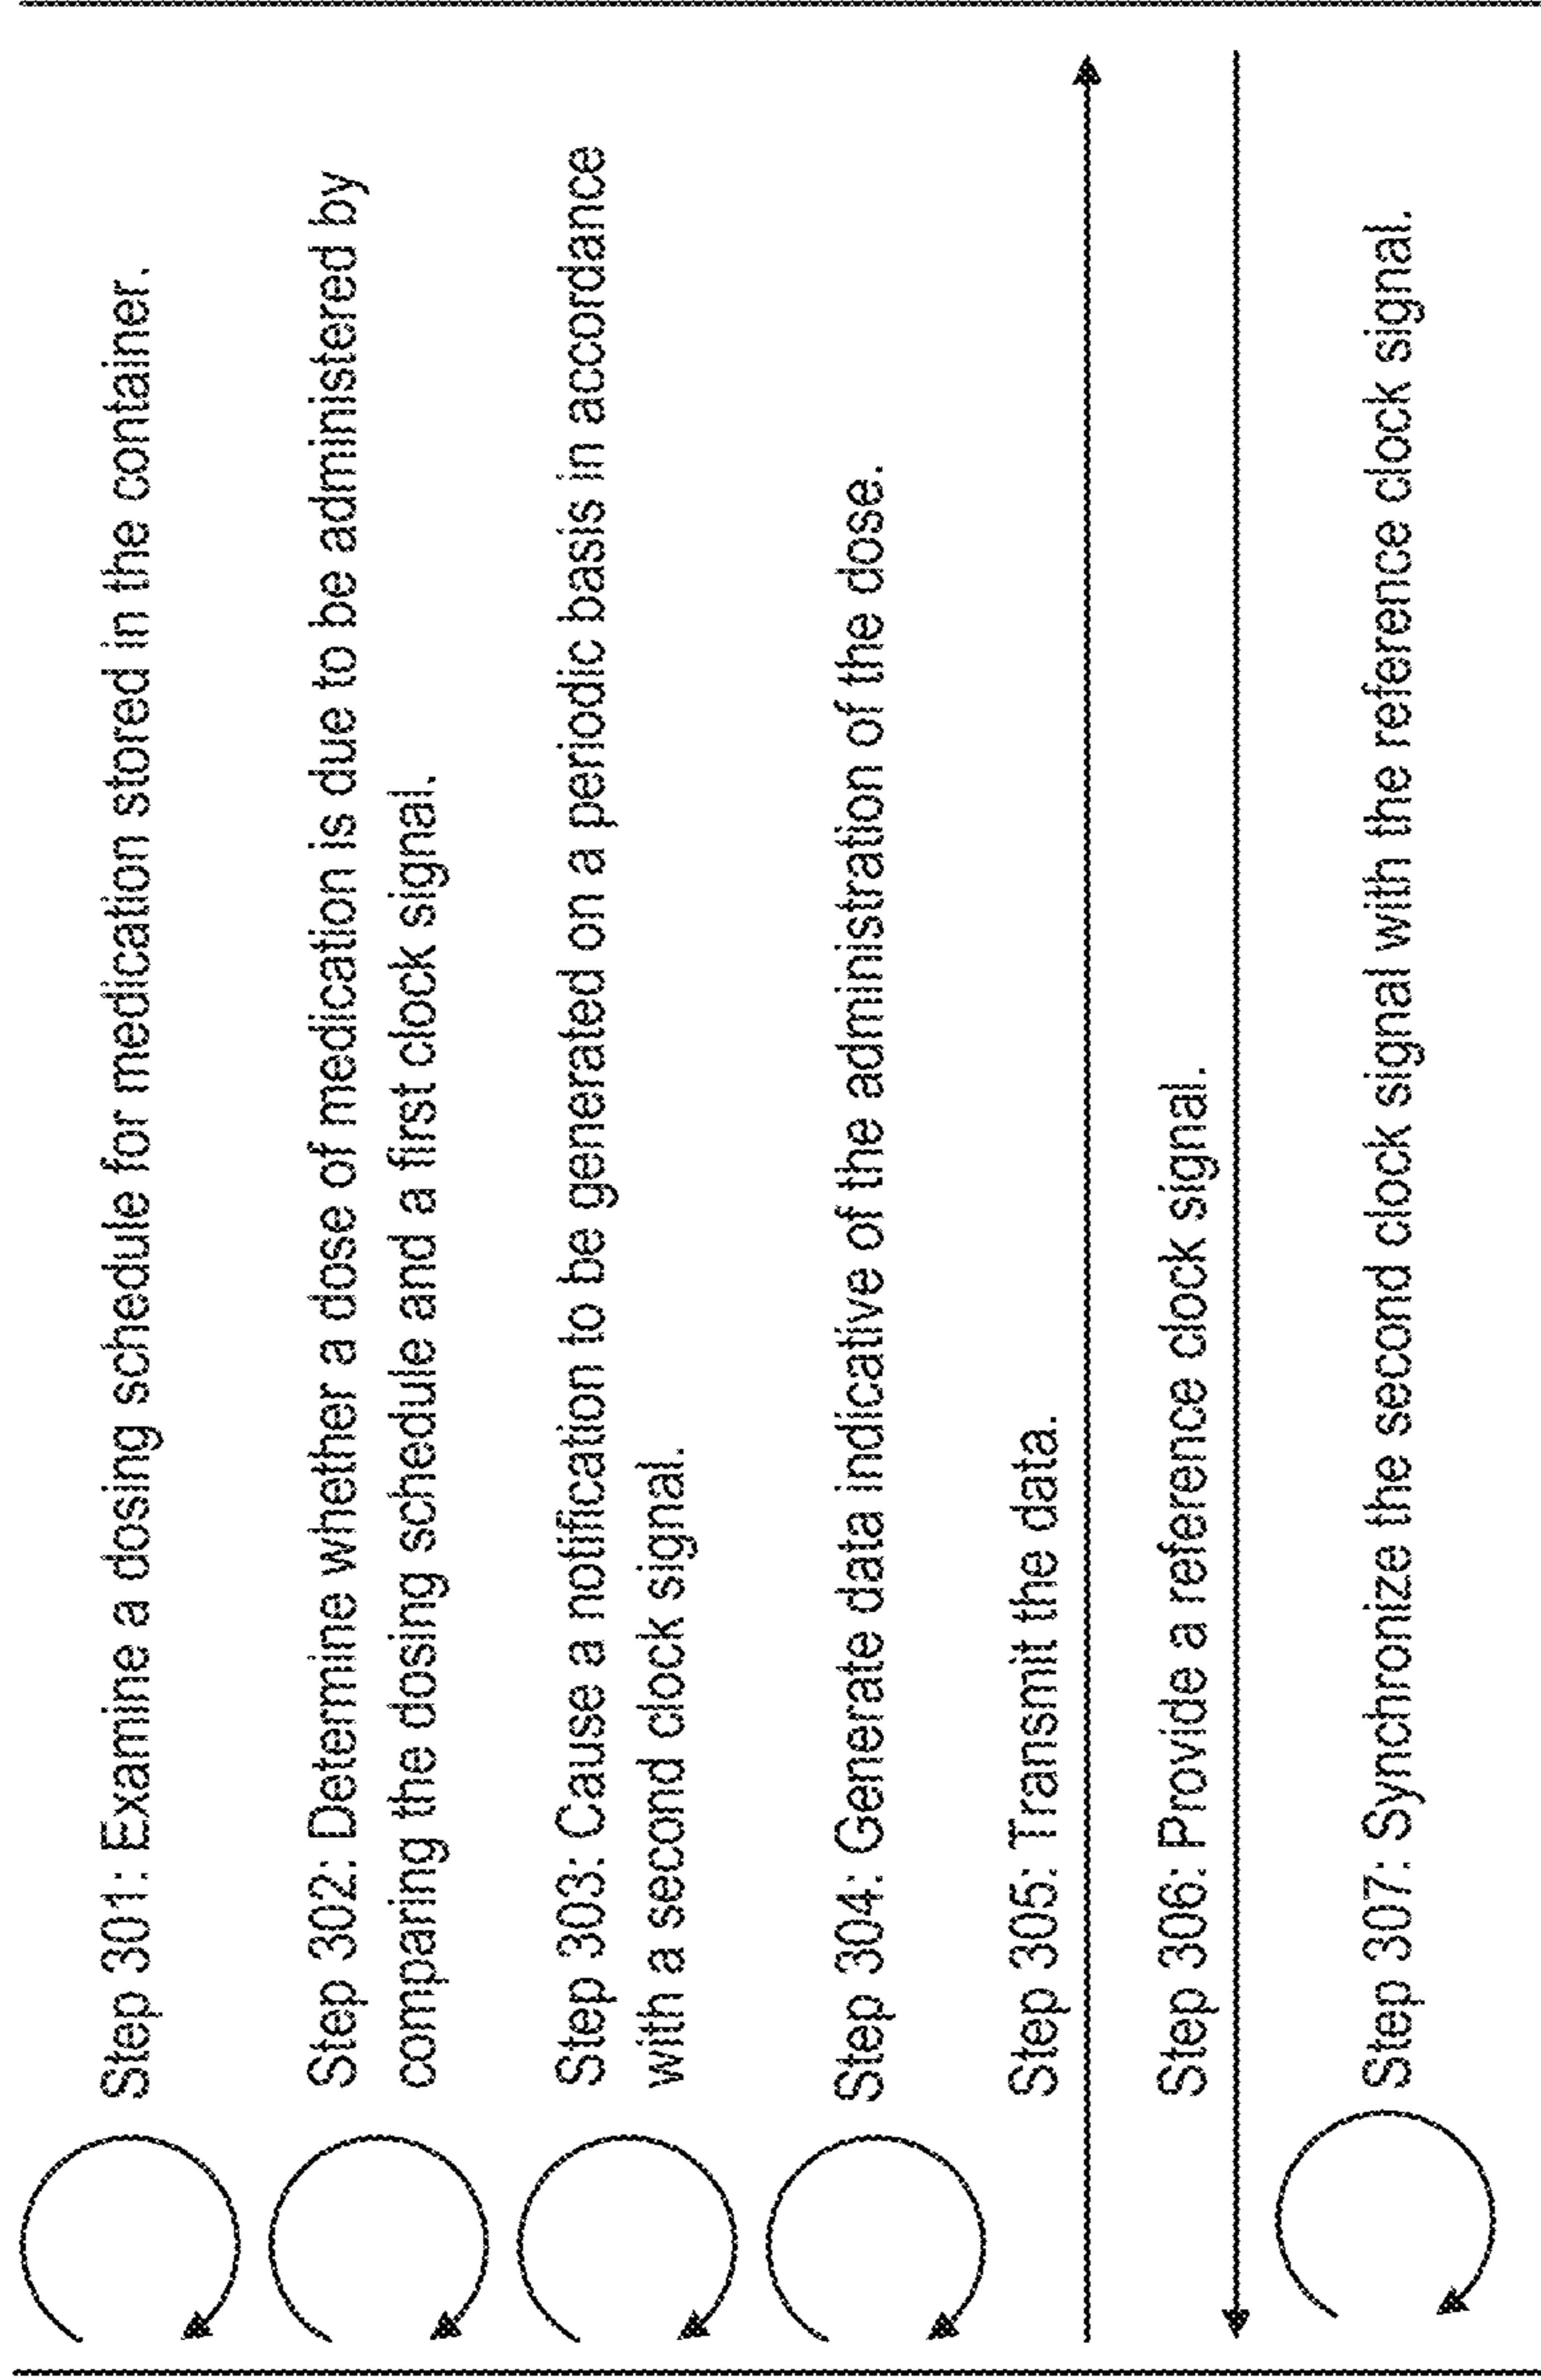 Step 301: Examine a dosing schedule for medication stored in the container.
Step 302: Determine whether a dose of medication is due to be administered by
comparing the dosing schedule and a first clock signal.
Step 303: Cause a notification to be generated on a periodic basis in accordance
with a second clock signal.
Step 304: Generate data indicative of the administration of the dose.
Step 305: Transmit the data.
Step 306: Provide a reference clock signal.
Step 307: Synchronize the second clock signal with the reference clock signal.